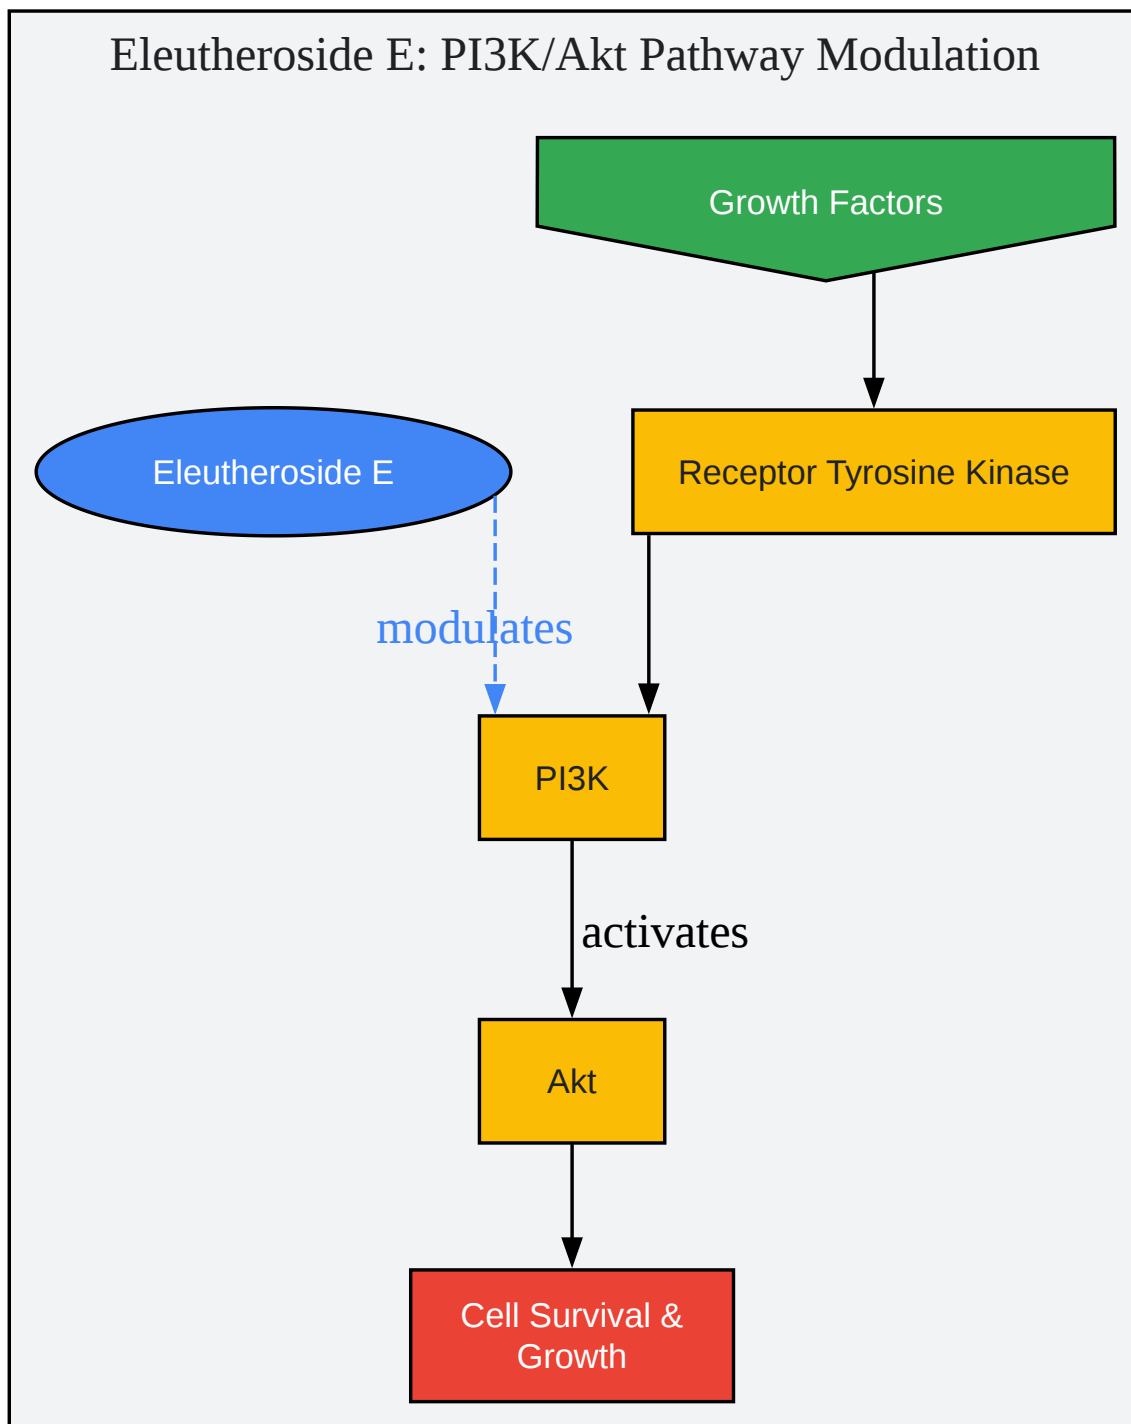 Eleutheroside E: PI3K/Akt Pathway Modulation
Growth Factors
Eleutheroside E
Receptor Tyrosine Kinase
modulates
PI3K
activates
Akt
Cell Survival &
Growth